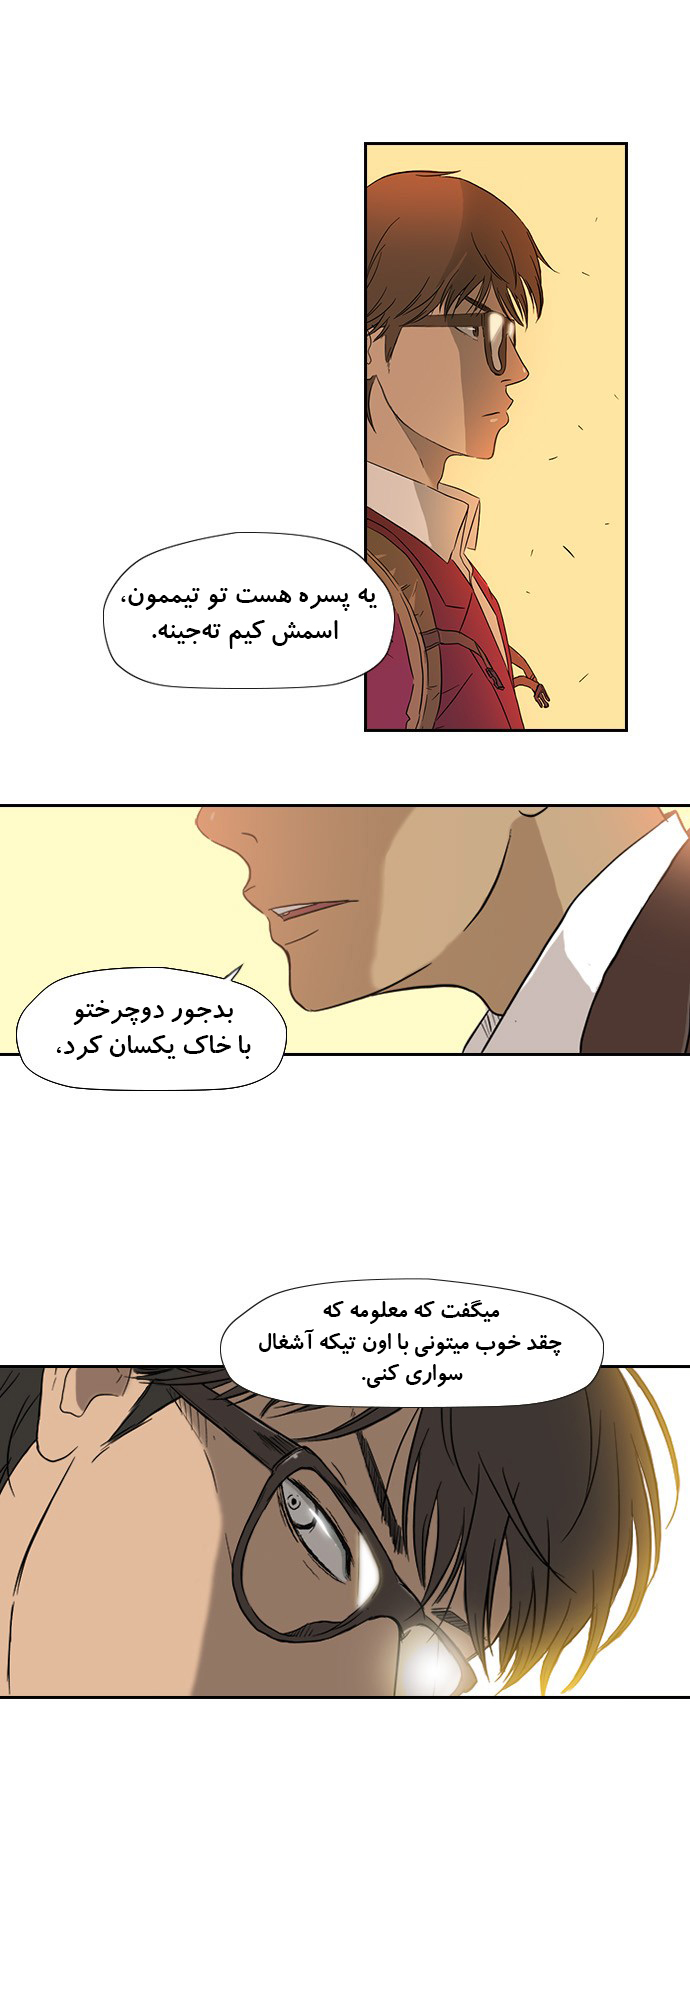 یه پسره هست تو تیممون،
اسمش کیم ته‌جینه.
بدجور دوچرختو
با خاک یکسان کرد،
میگفت که معلومه که
چقد خوب میتونی با اون تیکه آشغال
سواری کنی.